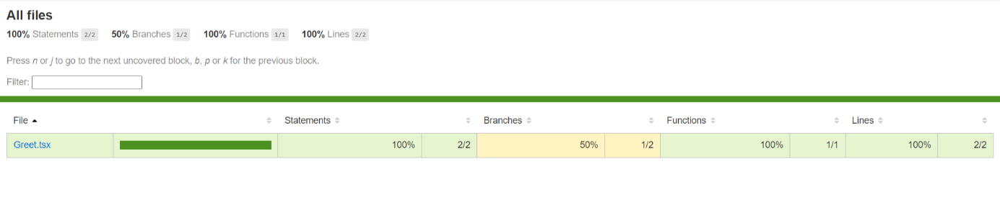 All files
100% Statements 2/2 50% Branches 1/2 100% Functions 1/1 100% Lines 2/2
Press n or j to go to the next uncovered block, b, p or k for the previous block.
Filter:
File Statements Branches Functions Lines
Greet.tsx 100% 2/2 50% 1/2 100% 1/1 100% 2/2